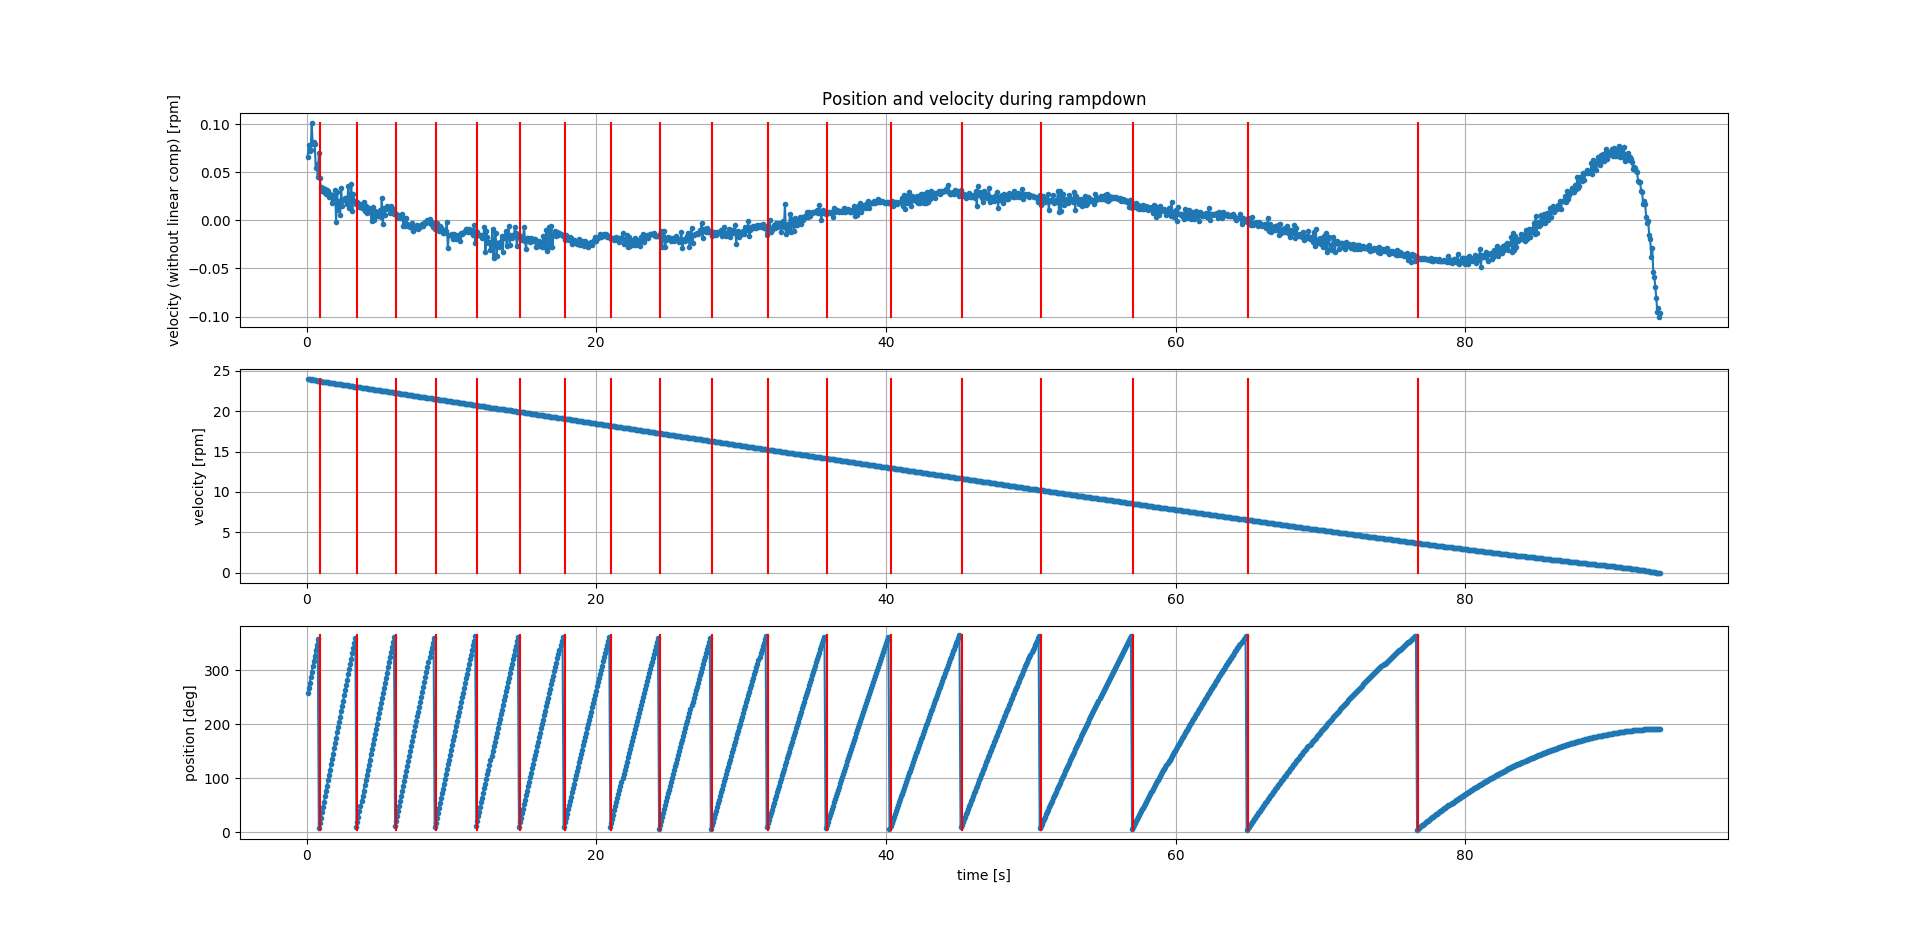 Position and velocity during rampdown
velocity (without linear comp) [rpm]
0.10
0.05
0.00
−0.05
−0.10
0 20 40 60 80
velocity [rpm]
25
20
15
10
5
0
0 20 40 60 80
position [deg]
300
200
100
0
0 20 40 60 80
time [s]